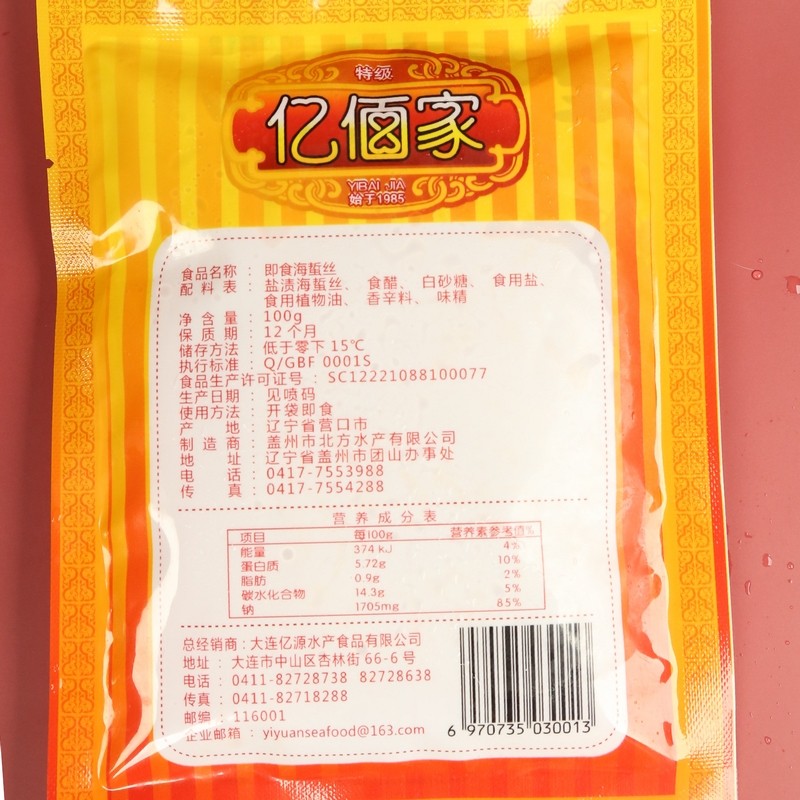 特级
亿佰家
YIBAI JIA
始于1985
食品名称 : 即食海蜇丝
配料表 : 盐渍海蜇丝、食醋、白砂糖、食用盐、
食用植物油、香辛料、味精
净含量 : 100g
保质期 : 12个月
储存方法 : 低于零下15℃
执行标准 : Q/GBF 0001S
食品生产许可证号 : SC12221088100077
生产日期 : 见喷码
使用方法 : 开袋即食
产地 : 辽宁省营口市
制造商 : 盖州市北方水产有限公司
地址 : 辽宁省盖州市团山办事处
电话 : 0417-7553988
传真 : 0417-7554288
营养成分表
项目 每100g 营养素参考值%
能量 374 kJ 4%
蛋白质 5.72g 10%
脂肪 0.9g 2%
碳水化合物 14.3g 5%
钠 1705mg 85%
总经销商 : 大连亿源水产食品有限公司
地址 : 大连市中山区杏林街66-6号
电话 : 0411-82728738 82728638
传真 : 0411-82718288
邮编 : 116001
企业邮箱 : yiyuanseafood@163.com
6 970735 030013